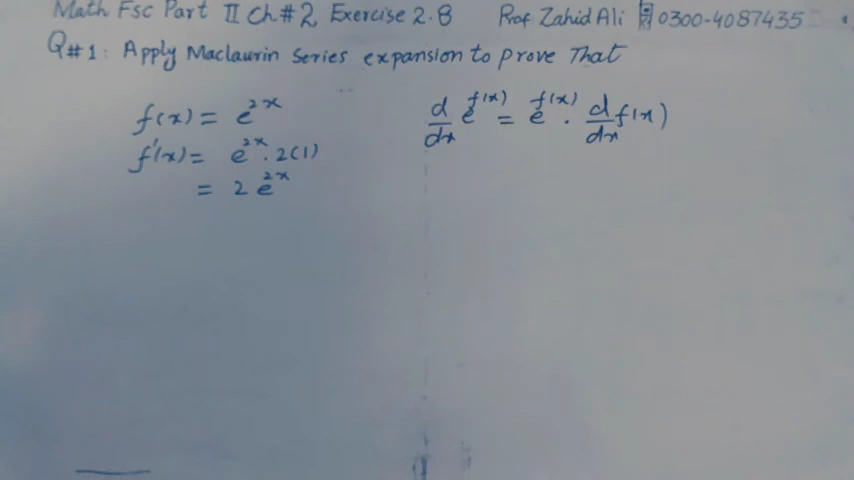 Math Fsc Part II Ch # 2 Exercise 2.8 Prof Zahid Ali 0300-4087435
Q#1: Apply Maclaurin Series expansion to prove That
f(x) = e^2x
f'(x) = e^2x . 2(1)
= 2 e^2x
d/dx e^f(x) = e^f(x) . d/dx f(x)